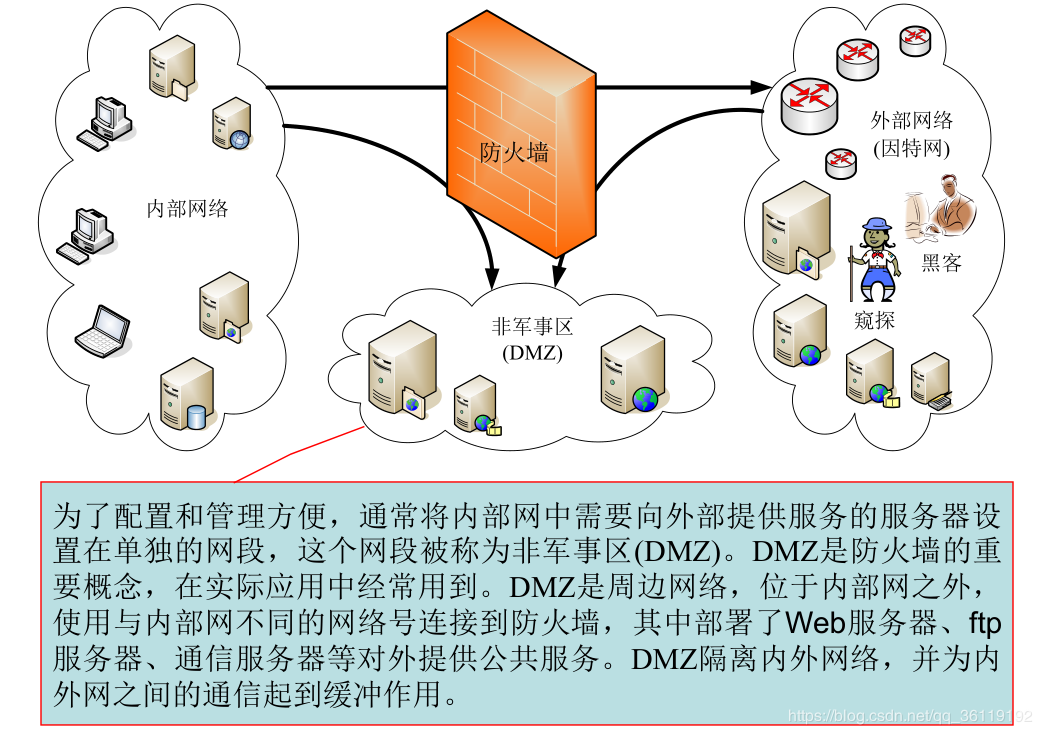 防火墙
外部网络
(因特网)
内部网络
黑客
窥探
非军事区
(DMZ)
为了配置和管理方便，通常将内部网中需要向外部提供服务的服务器设
置在单独的网段，这个网段被称为非军事区(DMZ)。DMZ是防火墙的重
要概念，在实际应用中经常用到。DMZ是周边网络，位于内部网之外，
使用与内部网不同的网络号连接到防火墙，其中部署了Web服务器、ftp
服务器、通信服务器等对外提供公共服务。DMZ隔离内外网络，并为内
外网之间的通信起到缓冲作用。
https://blog.csdn.net/qq_36119192